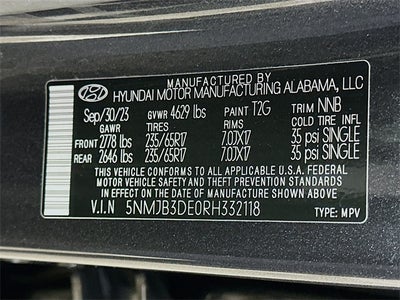 MANUFACTURED BY
HYUNDAI MOTOR MANUFACTURING ALABAMA, LLC
Sep/30/23 GVWR 4629 lbs PAINT T2G TRIM NNB
GAWR TIRES RIMS COLD TIRE INFL
FRONT 2778 lbs 235/65R17 7.0JX17 35 psi SINGLE
REAR 2646 lbs 235/65R17 7.0JX17 35 psi SINGLE
THIS VEHICLE CONFORMS TO ALL APPLICABLE U.S. FEDERAL
MOTOR VEHICLE SAFETY AND THEFT PREVENTION STANDARDS
IN EFFECT ON THE DATE OF MANUFACTURE SHOWN ABOVE.
V.I.N 5NMJB3DE0RH332118 TYPE: MPV